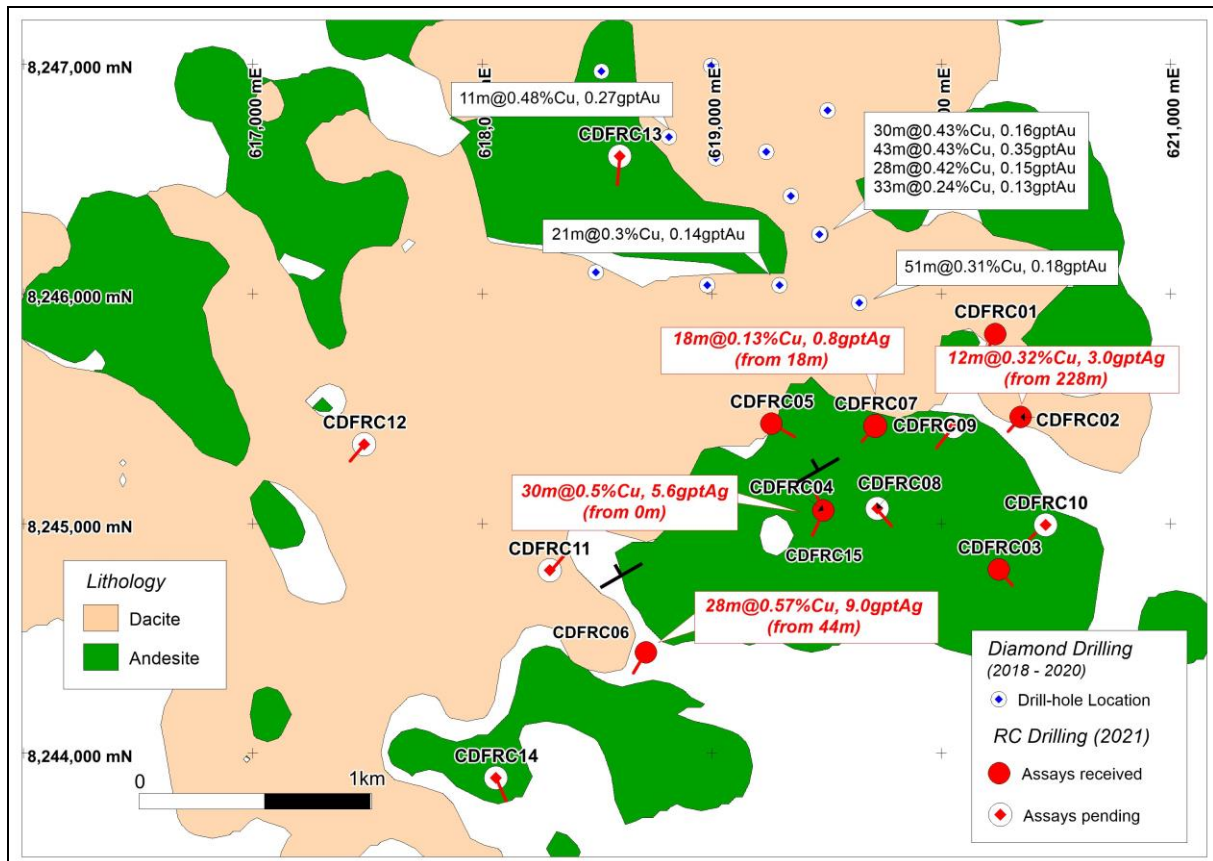 8,247,000 mN
617,000 mE
618,0
mE
619,000 mE
000 mE
621,000 mE
11m@0.48%Cu, 0.27gptAu
CDFRC13
30m@0.43%Cu, 0.16gptAu
43m@0.43%Cu, 0.35gptAu
28m@0.42%Cu, 0.15gptAu
33m@0.24%Cu, 0.13gptAu
21m@0.3%Cu, 0.14gptAu
51m@0.31%Cu, 0.18gptAu
8,246,000 mN
CDFRC01
18m@0.13%Cu, 0.8gptAg
(from 18m)
12m@0.32%Cu, 3.0gptAg
(from 228m)
CDFRC05
CDFRC07
CDFRC09
CDFRC02
CDFRC12
30m@0.5%Cu, 5.6gptAg
(from 0m)
CDFRC04
CDFRC08
CDFRC10
8,245,000 mN
CDFRC11
CDFRC15
CDFRC03
Lithology
Dacite
Andesite
28m@0.57%Cu, 9.0gptAg
(from 44m)
CDFRC06
8,244,000 mN
CDFRC14
0
1km
Diamond Drilling
(2018 - 2020)
Drill-hole Location
RC Drilling (2021)
Assays received
Assays pending